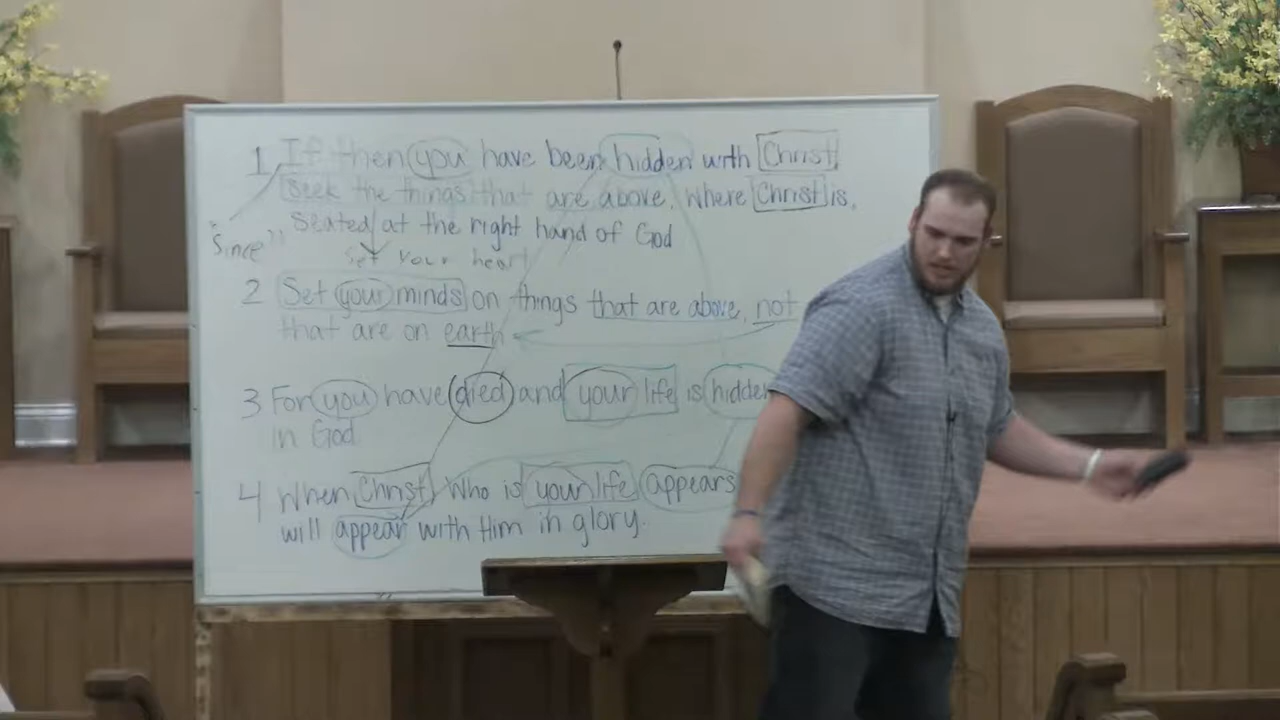 1 If then you have been hidden with Christ
seek the things that are above, where Christ is,
seated at the right hand of God
"Since"
set your heart
2 Set your minds on things that are above, not
that are on earth
3 For you have died and your life is hidden
in God
4 When Christ, Who is your life appears
will appear with Him in glory.